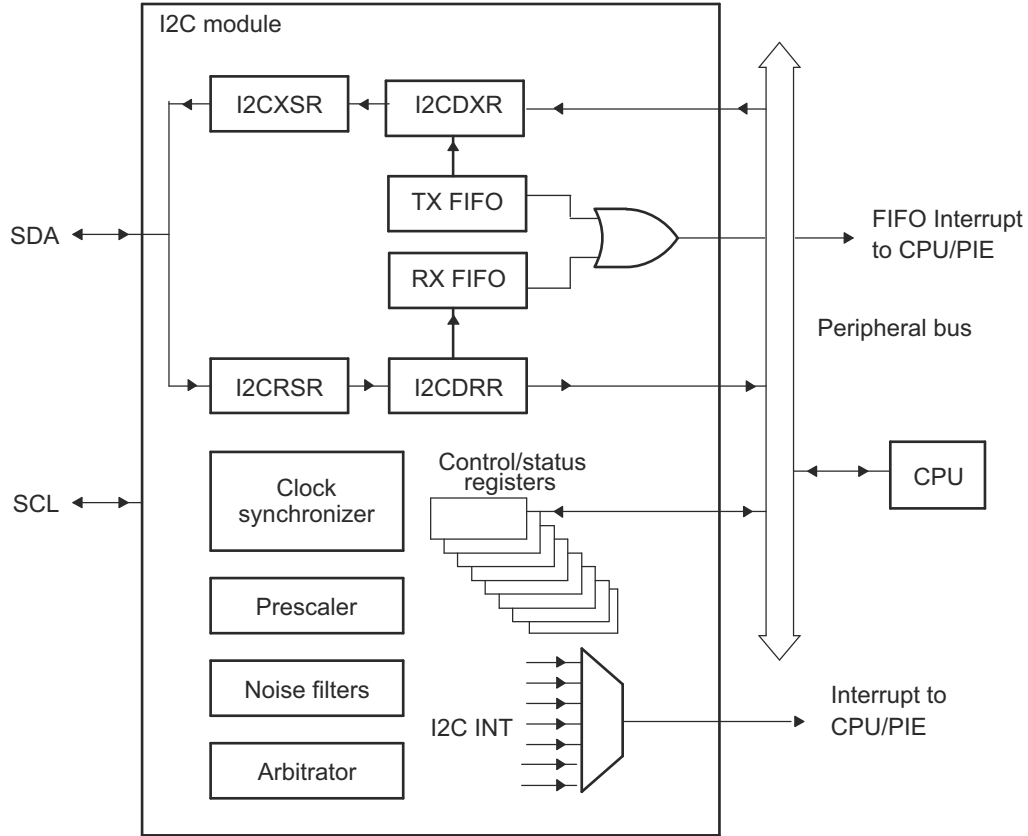 I2C module
I2CXSR
I2CDXR
TX FIFO
SDA
FIFO Interrupt
to CPU/PIE
RX FIFO
Peripheral bus
I2CRSR
I2CDRR
Control/status
registers
CPU
Clock
synchronizer
SCL
Prescaler
Noise filters
I2C INT
Interrupt to
CPU/PIE
Arbitrator